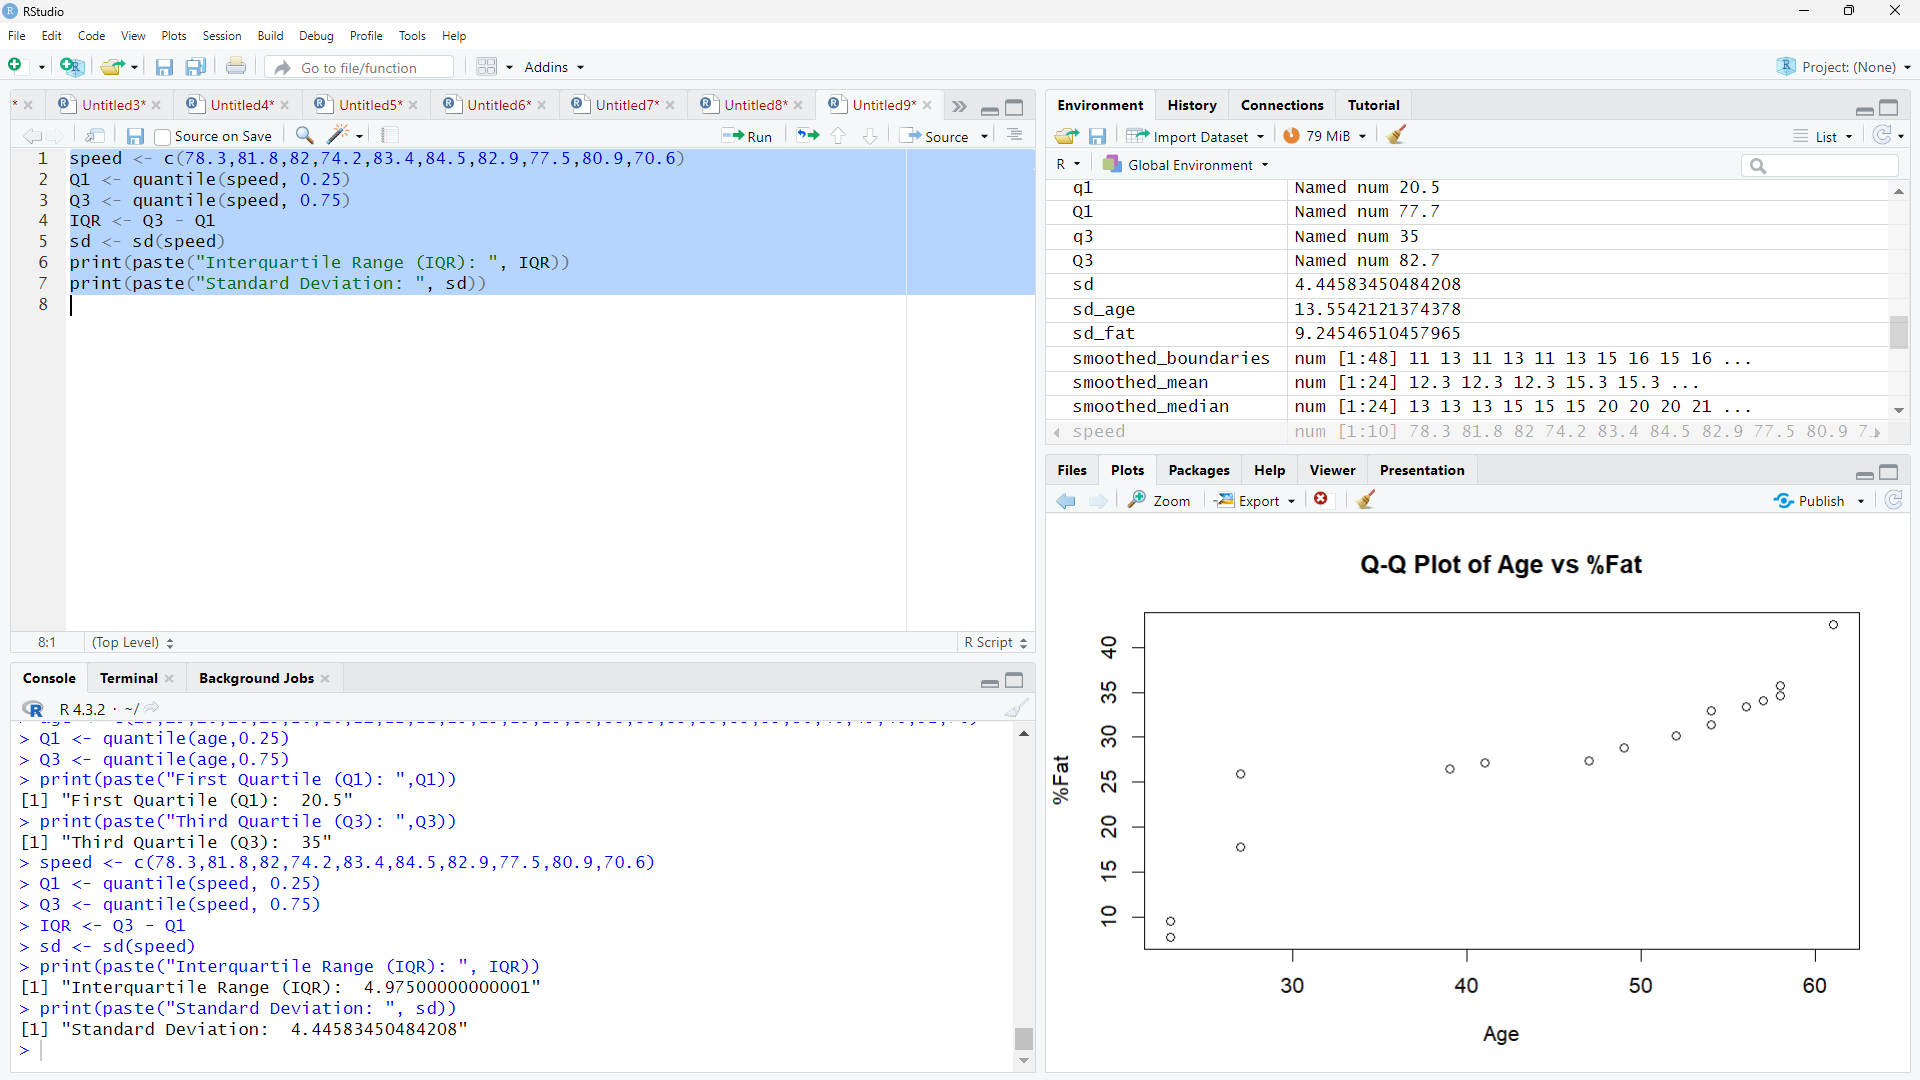 RStudio
File Edit Code View Plots Session Build Debug Profile Tools Help
Go to file/function Addins Project: (None)
* Untitled3* Untitled4* Untitled5* Untitled6* Untitled7* Untitled8* Untitled9*
Source on Save Run Source
1 speed <- c(78.3,81.8,82,74.2,83.4,84.5,82.9,77.5,80.9,70.6)
2 Q1 <- quantile(speed, 0.25)
3 Q3 <- quantile(speed, 0.75)
4 IQR <- Q3 - Q1
5 sd <- sd(speed)
6 print(paste("Interquartile Range (IQR): ", IQR))
7 print(paste("Standard Deviation: ", sd))
8
8:1 (Top Level) R Script
Console Terminal Background Jobs
R 4.3.2 · ~/
> Q1 <- quantile(age,0.25)
> Q3 <- quantile(age,0.75)
> print(paste("First Quartile (Q1): ",Q1))
[1] "First Quartile (Q1):  20.5"
> print(paste("Third Quartile (Q3): ",Q3))
[1] "Third Quartile (Q3):  35"
> speed <- c(78.3,81.8,82,74.2,83.4,84.5,82.9,77.5,80.9,70.6)
> Q1 <- quantile(speed, 0.25)
> Q3 <- quantile(speed, 0.75)
> IQR <- Q3 - Q1
> sd <- sd(speed)
> print(paste("Interquartile Range (IQR): ", IQR))
[1] "Interquartile Range (IQR):  4.97500000000001"
> print(paste("Standard Deviation: ", sd))
[1] "Standard Deviation:  4.44583450484208"
>
Environment History Connections Tutorial
Import Dataset 79 MiB List
R Global Environment
q1 Named num 20.5
Q1 Named num 77.7
q3 Named num 35
Q3 Named num 82.7
sd 4.44583450484208
sd_age 13.5542121374378
sd_fat 9.24546510457965
smoothed_boundaries num [1:48] 11 13 11 13 11 13 15 16 15 16 ...
smoothed_mean num [1:24] 12.3 12.3 12.3 15.3 15.3 ...
smoothed_median num [1:24] 13 13 13 15 15 15 20 20 20 21 ...
speed num [1:10] 78.3 81.8 82 74.2 83.4 84.5 82.9 77.5 80.9 7.
Files Plots Packages Help Viewer Presentation
Zoom Export Publish
Q-Q Plot of Age vs %Fat
%Fat
40
35
30
25
20
15
10
30 40 50 60
Age